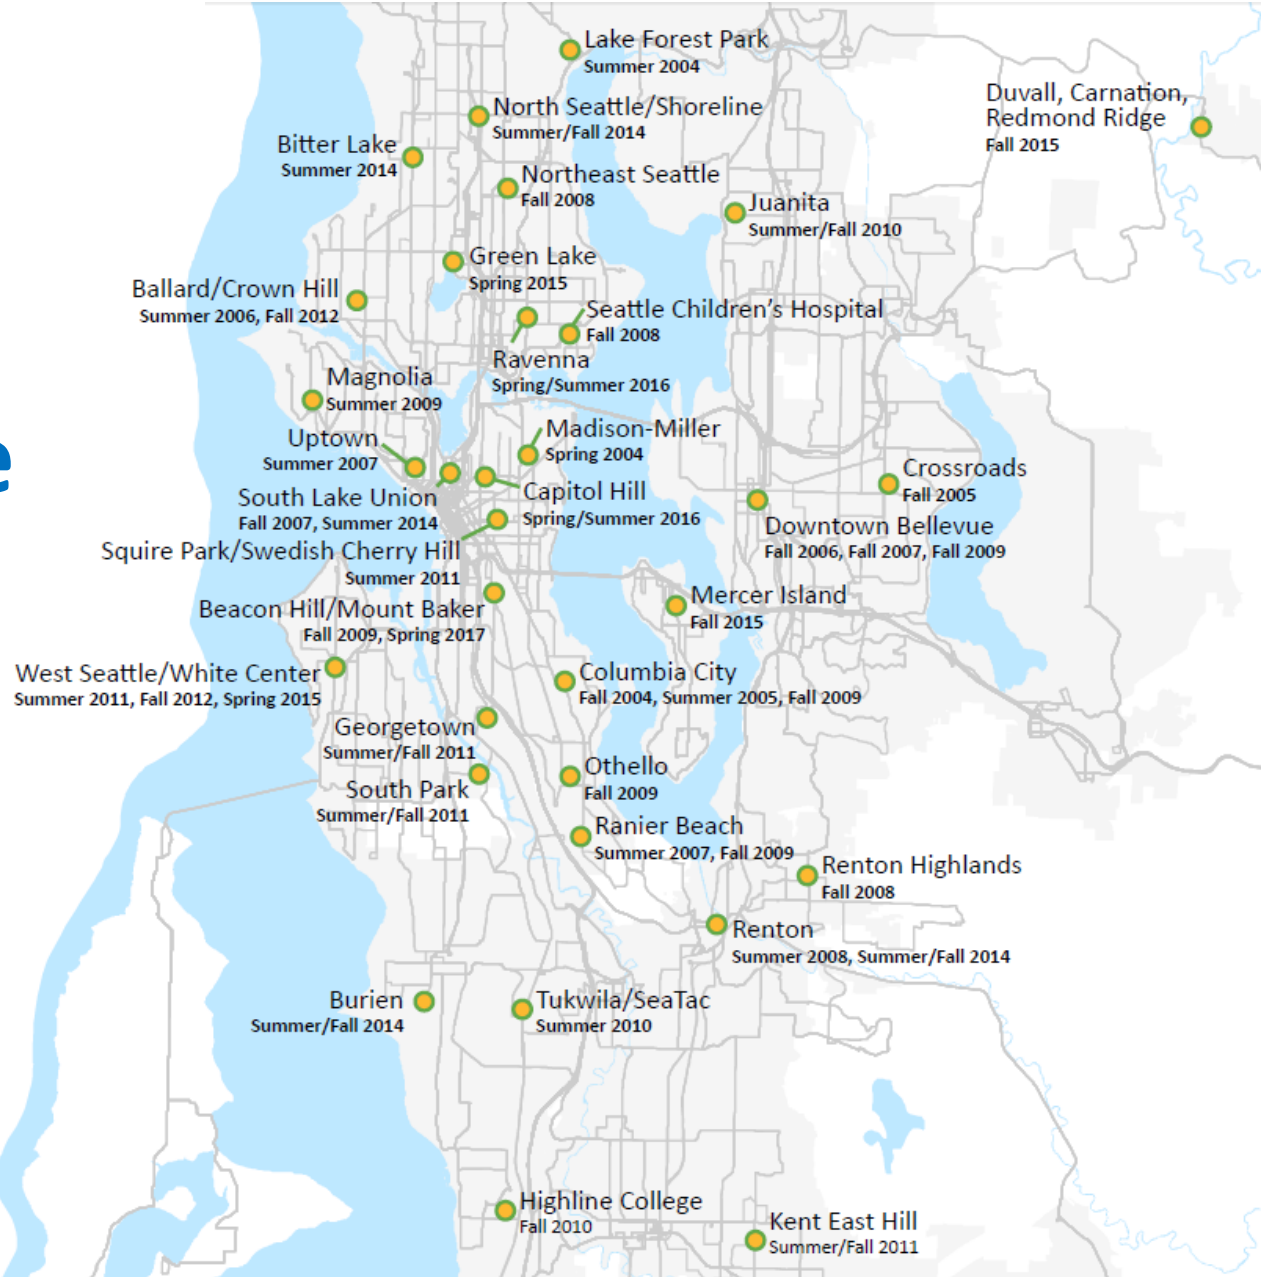 Lake Forest Park
Summer 2004
Duvall, Carnation,
Redmond Ridge
Fall 2015
North Seattle/Shoreline
Summer/Fall 2014
Bitter Lake
Summer 2014
Northeast Seattle
Fall 2008
Juanita
Summer/Fall 2010
Green Lake
Spring 2015
Ballard/Crown Hill
Summer 2006, Fall 2012
Seattle Children's Hospital
Fall 2008
Ravenna
Spring/Summer 2016
Magnolia
Summer 2009
Uptown
Summer 2007
Madison-Miller
Spring 2004
e
South Lake Union
Fall 2007, Summer 2014
Capitol Hill
Spring/Summer 2016
Crossroads
Fall 2005
Downtown Bellevue
Fall 2006, Fall 2007, Fall 2009
Squire Park/Swedish Cherry Hill
Summer 2011
Beacon Hill/Mount Baker
Fall 2009, Spring 2017
Mercer Island
Fall 2015
West Seattle/White Center
Summer 2011, Fall 2012, Spring 2015
Columbia City
Fall 2004, Summer 2005, Fall 2009
Georgetown
Summer/Fall 2011
Othello
Fall 2009
South Park
Summer/Fall 2011
Ranier Beach
Summer 2007, Fall 2009
Renton Highlands
Fall 2008
Renton
Summer 2008, Summer/Fall 2014
Burien
Summer/Fall 2014
Tukwila/SeaTac
Summer 2010
Highline College
Fall 2010
Kent East Hill
Summer/Fall 2011